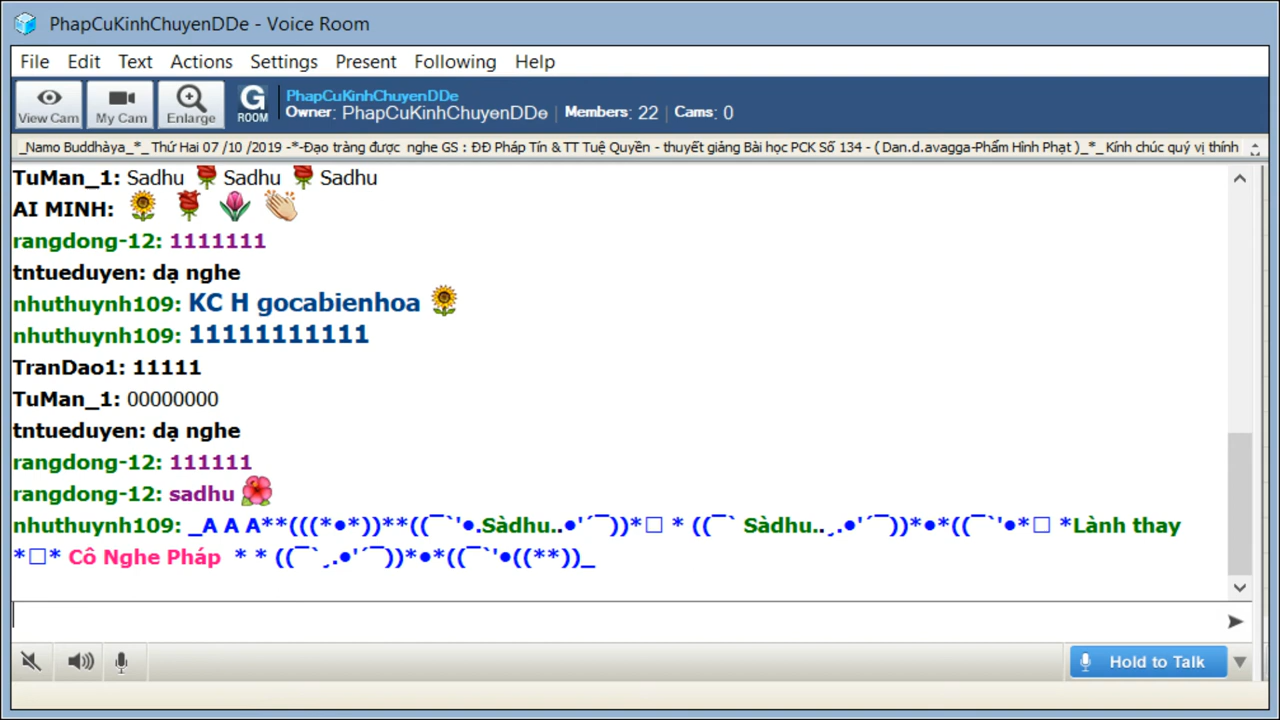 PhapCuKinhChuyenDDe - Voice Room
File Edit Text Actions Settings Present Following Help
View Cam My Cam Enlarge G ROOM PhapCuKinhChuyenDDe
Owner: PhapCuKinhChuyenDDe | Members: 22 | Cams: 0
_Namo Buddhàya_*_ Thứ Hai 07 /10 /2019 -*-Đạo tràng được nghe GS : ĐĐ Pháp Tín & TT Tuệ Quyền - thuyết giảng Bài học PCK Số 134 - ( Dan.d.avagga-Phẩm Hình Phạt )_*_ Kính chúc quý vị thính
TuMan_1: Sadhu 🌹 Sadhu 🌹 Sadhu
AI MINH: 🌻 🌹 🌷 👏
rangdong-12: 1111111
tntueduyen: dạ nghe
nhuthuynh109: KC H gocabienhoa 🌻
nhuthuynh109: 11111111111
TranDao1: 11111
TuMan_1: 00000000
tntueduyen: dạ nghe
rangdong-12: 111111
rangdong-12: sadhu 🌺
nhuthuynh109: _A A A**(((*●*))**((¯`'●.Sàdhu..●'´¯))*□ * ((¯` Sàdhu..¸.●'´¯))*●*((¯`'●*□ *Lành thay
*□* Cô Nghe Pháp * * ((¯`¸.●'´¯))*●*((¯`'●((**))_
Hold to Talk